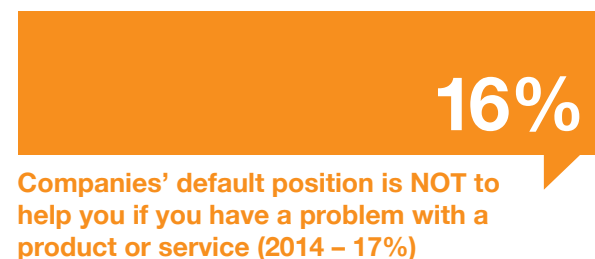 16%
Companies’ default position is NOT to
help you if you have a problem with a
product or service (2014 – 17%)